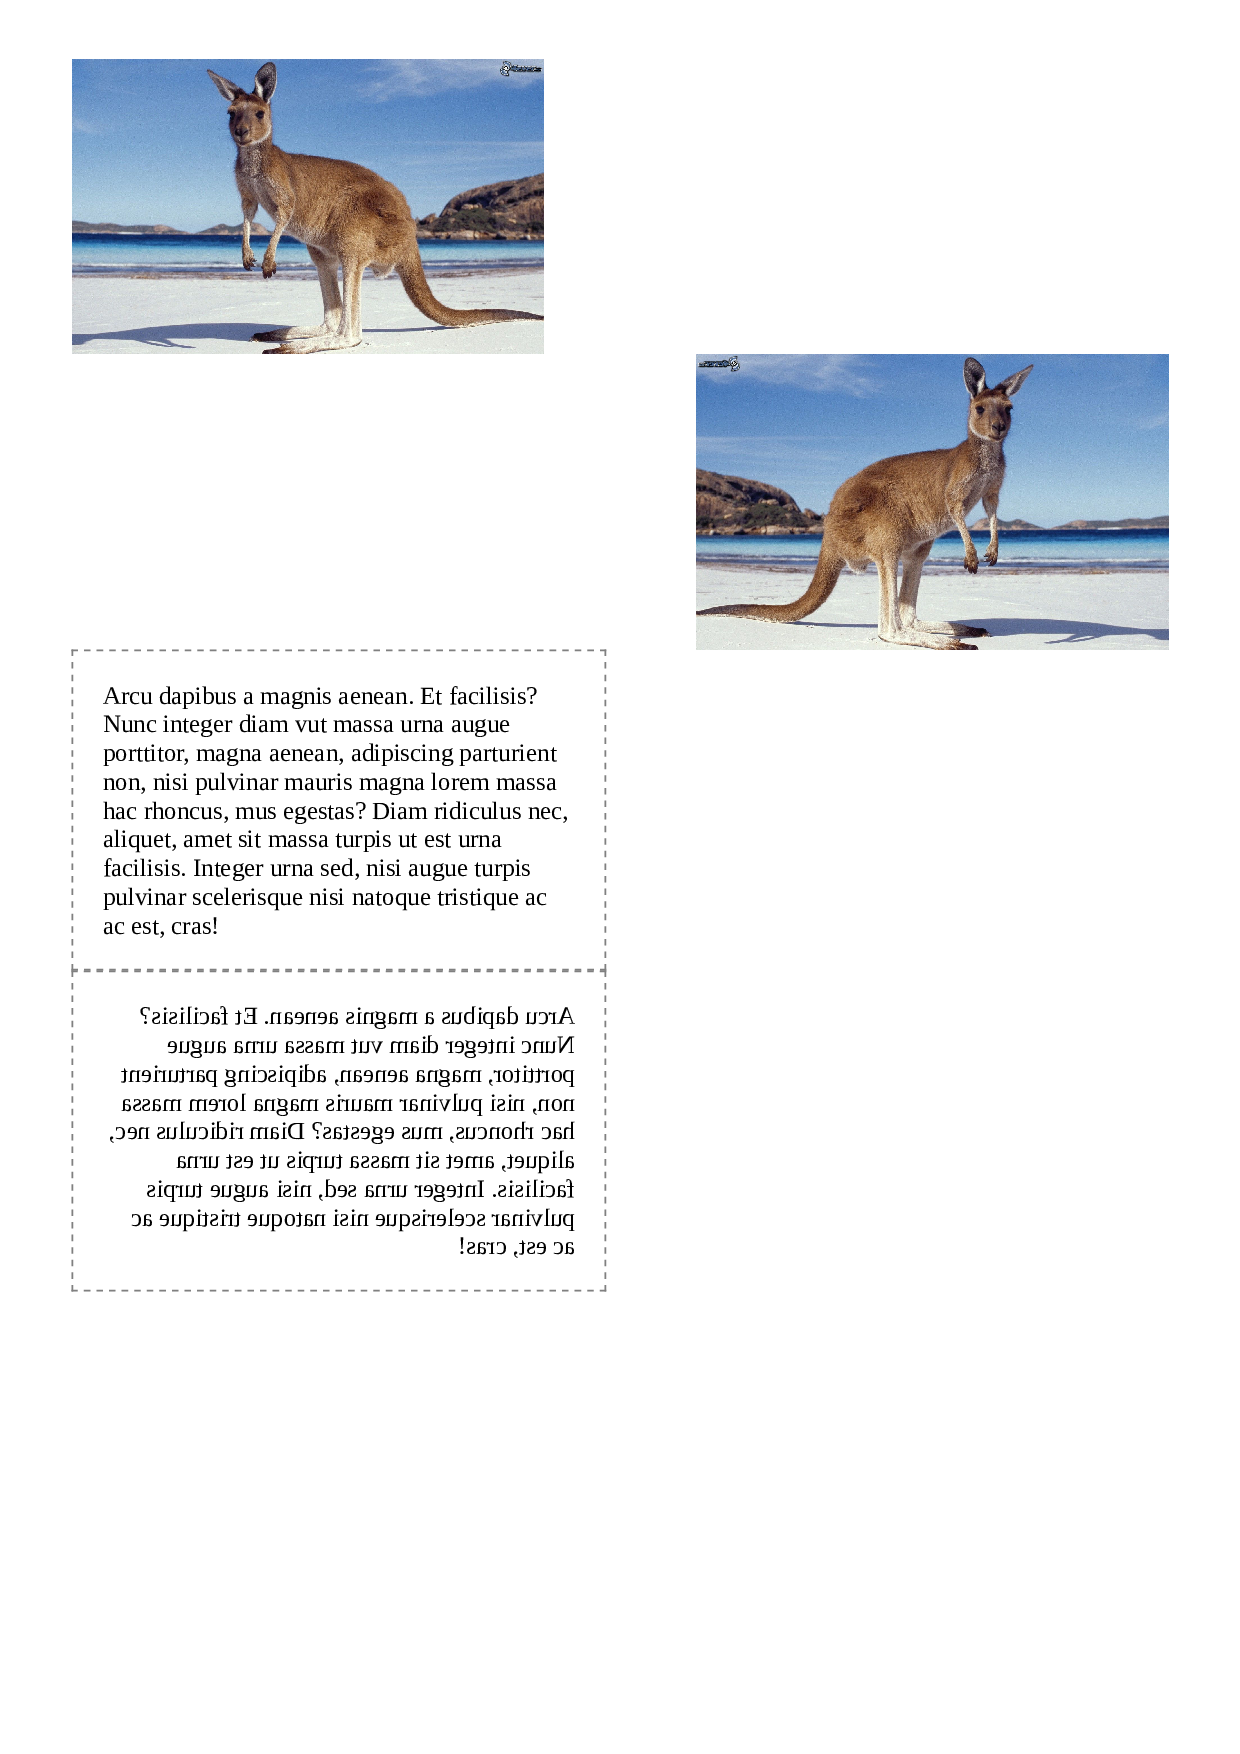 Arcu dapibus a magnis aenean. Et facilisis?
Nunc integer diam vut massa urna augue
porttitor, magna aenean, adipiscing parturient
non, nisi pulvinar mauris magna lorem massa
hac rhoncus, mus egestas? Diam ridiculus nec,
aliquet, amet sit massa turpis ut est urna
facilisis. Integer urna sed, nisi augue turpis
pulvinar scelerisque nisi natoque tristique ac
ac est, cras!
Arcu dapibus a magnis aenean. Et facilisis?
Nunc integer diam vut massa urna augue
porttitor, magna aenean, adipiscing parturient
non, nisi pulvinar mauris magna lorem massa
hac rhoncus, mus egestas? Diam ridiculus nec,
aliquet, amet sit massa turpis ut est urna
facilisis. Integer urna sed, nisi augue turpis
pulvinar scelerisque nisi natoque tristique ac
ac est, cras!